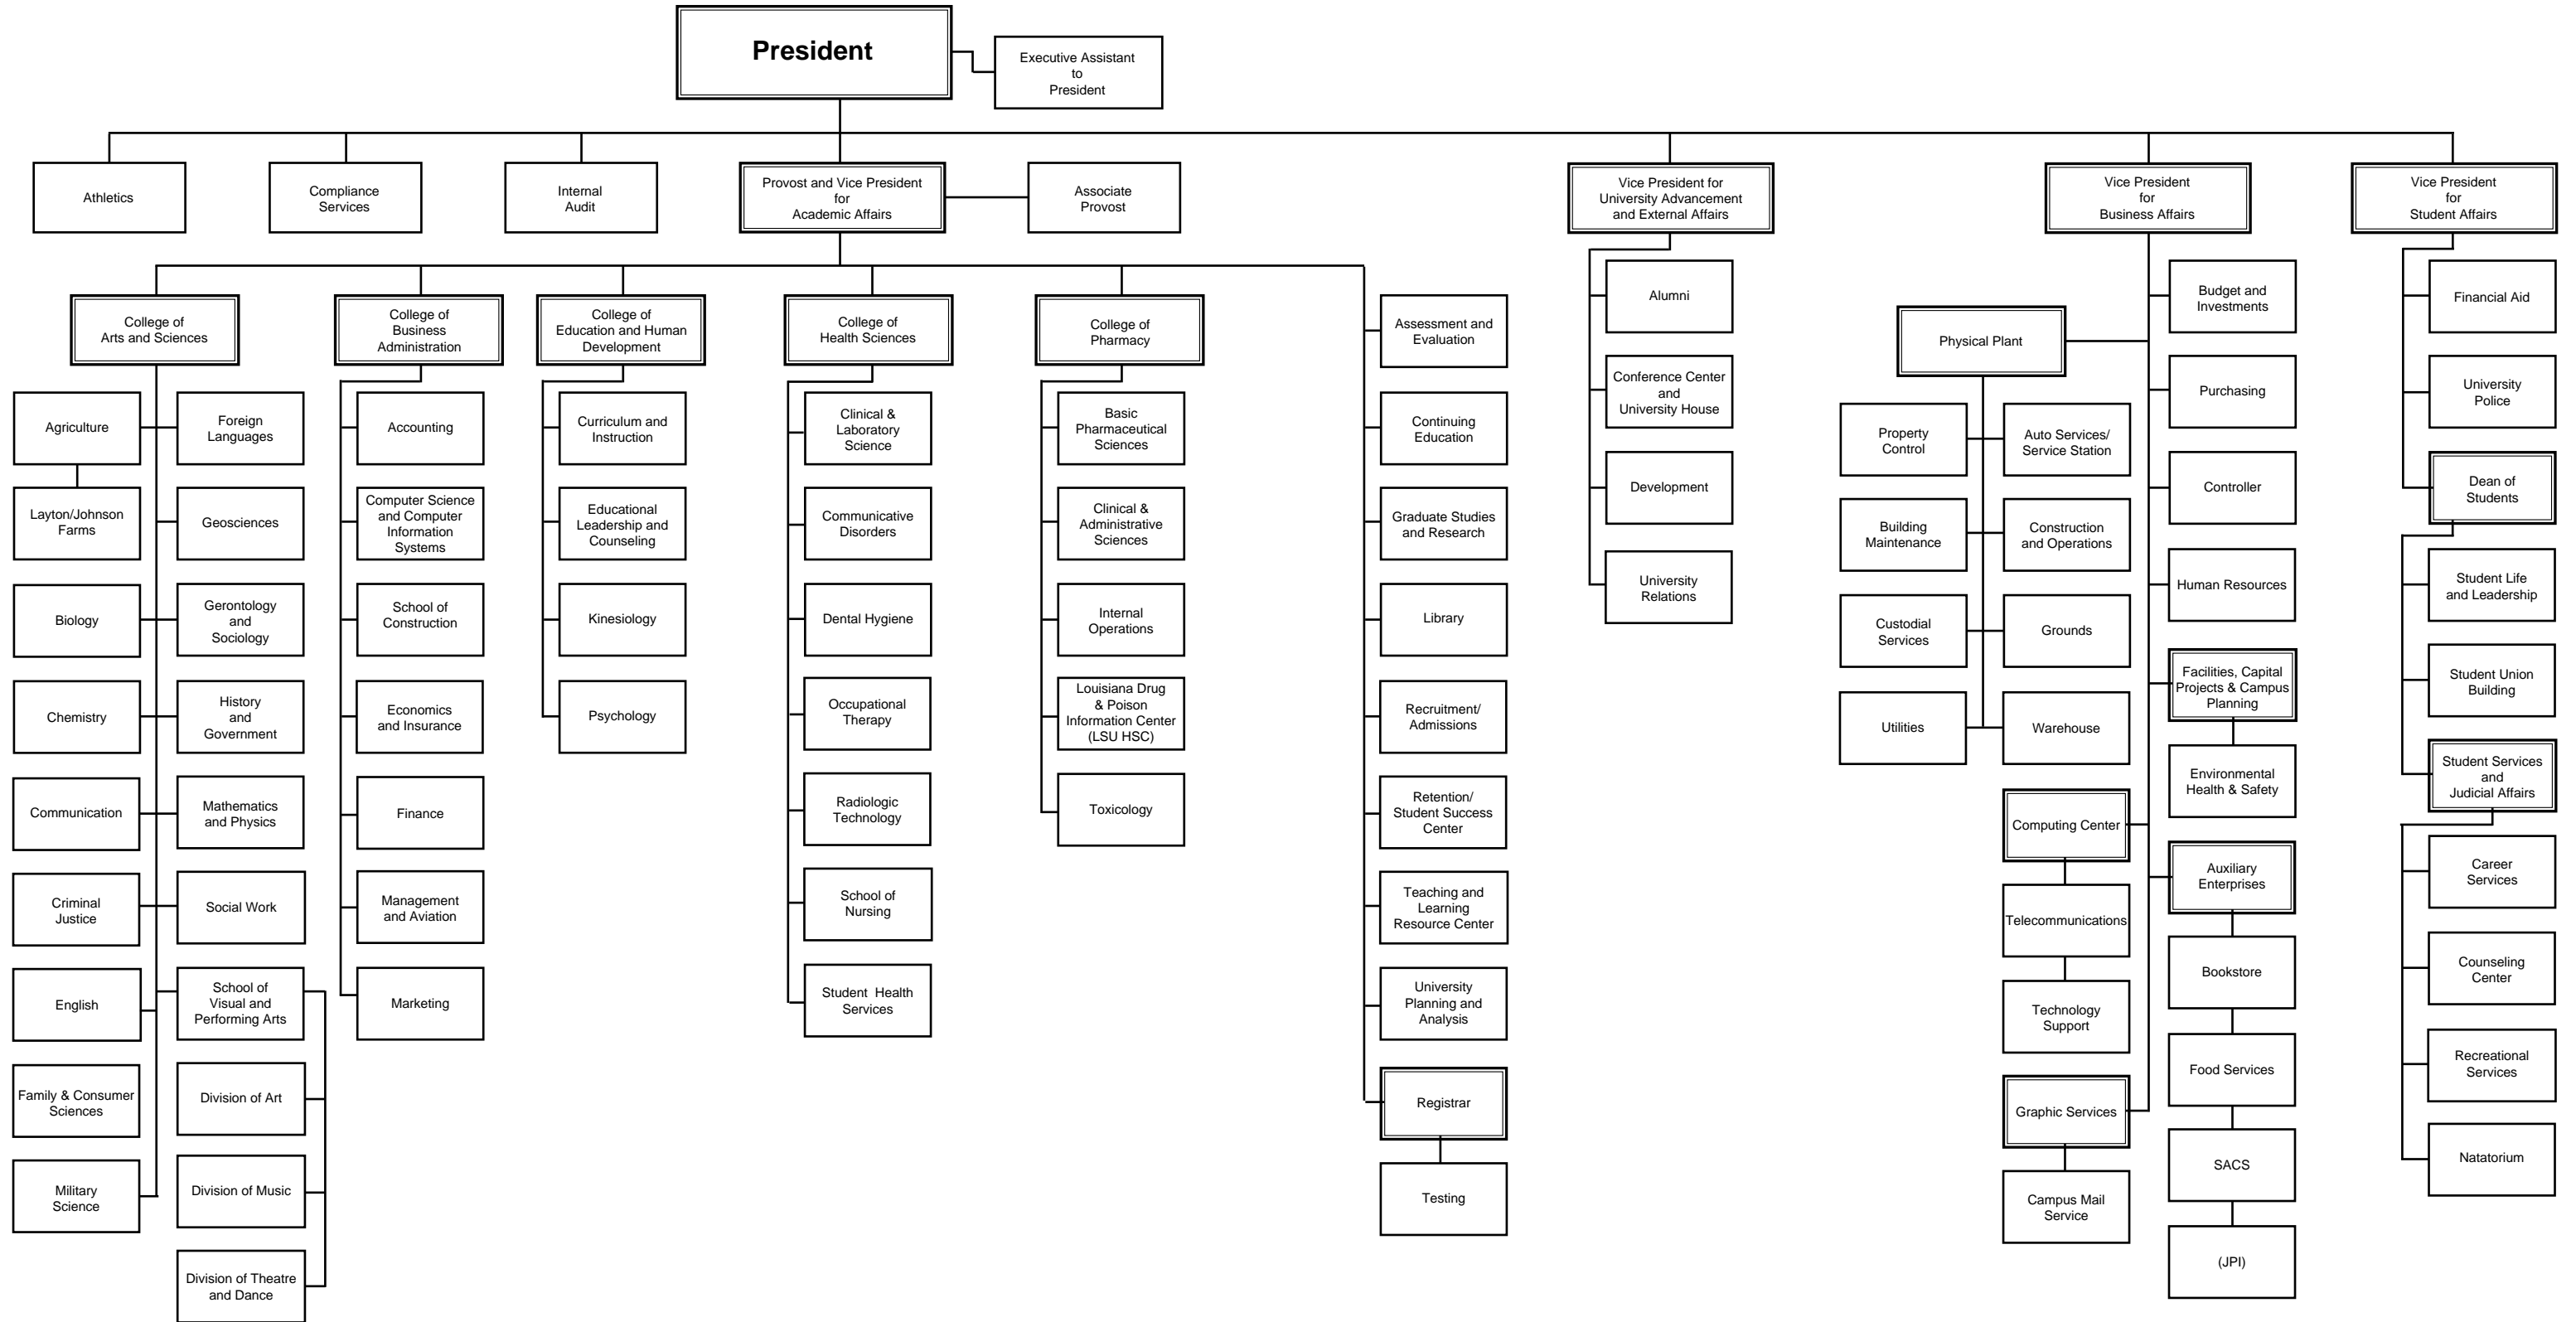 President
Executive Assistant
to
President
Athletics
Compliance
Services
Internal
Audit
Provost and Vice President
for
Academic Affairs
Associate
Provost
Vice President for
University Advancement
and External Affairs
Vice President
for
Business Affairs
Vice President
for
Student Affairs
College of
Arts and Sciences
Agriculture
Layton/Johnson
Farms
Biology
Chemistry
Communication
Criminal
Justice
English
Family & Consumer
Sciences
Military
Science
Foreign
Languages
Geosciences
Gerontology
and
Sociology
History
and
Government
Mathematics
and Physics
Social Work
School of
Visual and
Performing Arts
Division of Art
Division of Music
Division of Theatre
and Dance
College of
Business
Administration
Accounting
Computer Science
and Computer
Information
Systems
School of
Construction
Economics
and Insurance
Finance
Management
and Aviation
Marketing
College of
Education and Human
Development
Curriculum and
Instruction
Educational
Leadership and
Counseling
Kinesiology
Psychology
College of
Health Sciences
Clinical &
Laboratory
Science
Communicative
Disorders
Dental Hygiene
Occupational
Therapy
Radiologic
Technology
School of
Nursing
Student Health
Services
College of
Pharmacy
Basic
Pharmaceutical
Sciences
Clinical &
Administrative
Sciences
Internal
Operations
Louisiana Drug
& Poison
Information Center
(LSU HSC)
Toxicology
Assessment and
Evaluation
Continuing
Education
Graduate Studies
and Research
Library
Recruitment/
Admissions
Retention/
Student Success
Center
Teaching and
Learning
Resource Center
University
Planning and
Analysis
Registrar
Testing
Alumni
Conference Center
and
University House
Development
University
Relations
Physical Plant
Property
Control
Auto Services/
Service Station
Building
Maintenance
Construction
and Operations
Custodial
Services
Grounds
Utilities
Warehouse
Computing Center
Telecommunications
Technology
Support
Graphic Services
Campus Mail
Service
Budget and
Investments
Purchasing
Controller
Human Resources
Facilities, Capital
Projects & Campus
Planning
Environmental
Health & Safety
Auxiliary
Enterprises
Bookstore
Food Services
SACS
(JPI)
Financial Aid
University
Police
Dean of
Students
Student Life
and Leadership
Student Union
Building
Student Services
and
Judicial Affairs
Career
Services
Counseling
Center
Recreational
Services
Natatorium